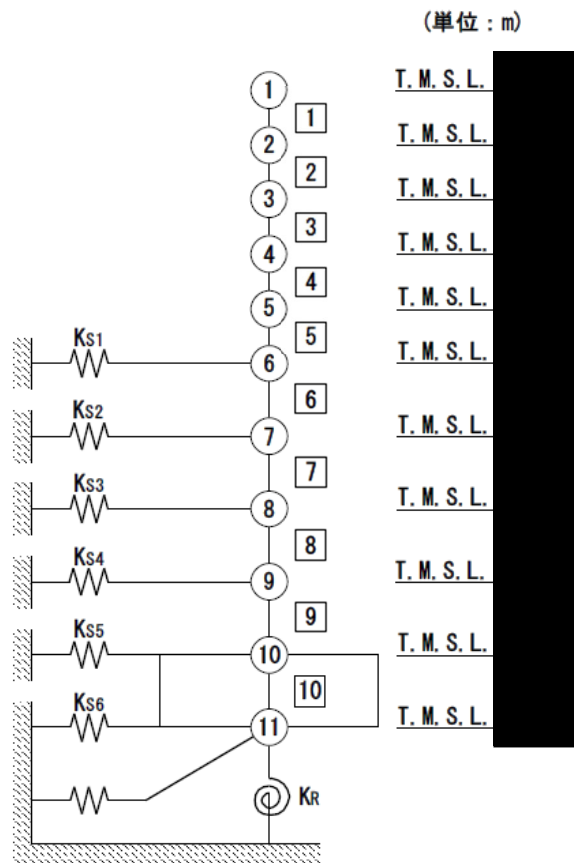 (単位：m)
1 T.M.S.L.
1
2 T.M.S.L.
2
3 T.M.S.L.
3
4 T.M.S.L.
4
5 T.M.S.L.
5
KS1 6 T.M.S.L.
6
KS2 7 T.M.S.L.
7
KS3 8 T.M.S.L.
8
KS4 9 T.M.S.L.
9
KS5 10 T.M.S.L.
10
KS6 11 T.M.S.L.
KR